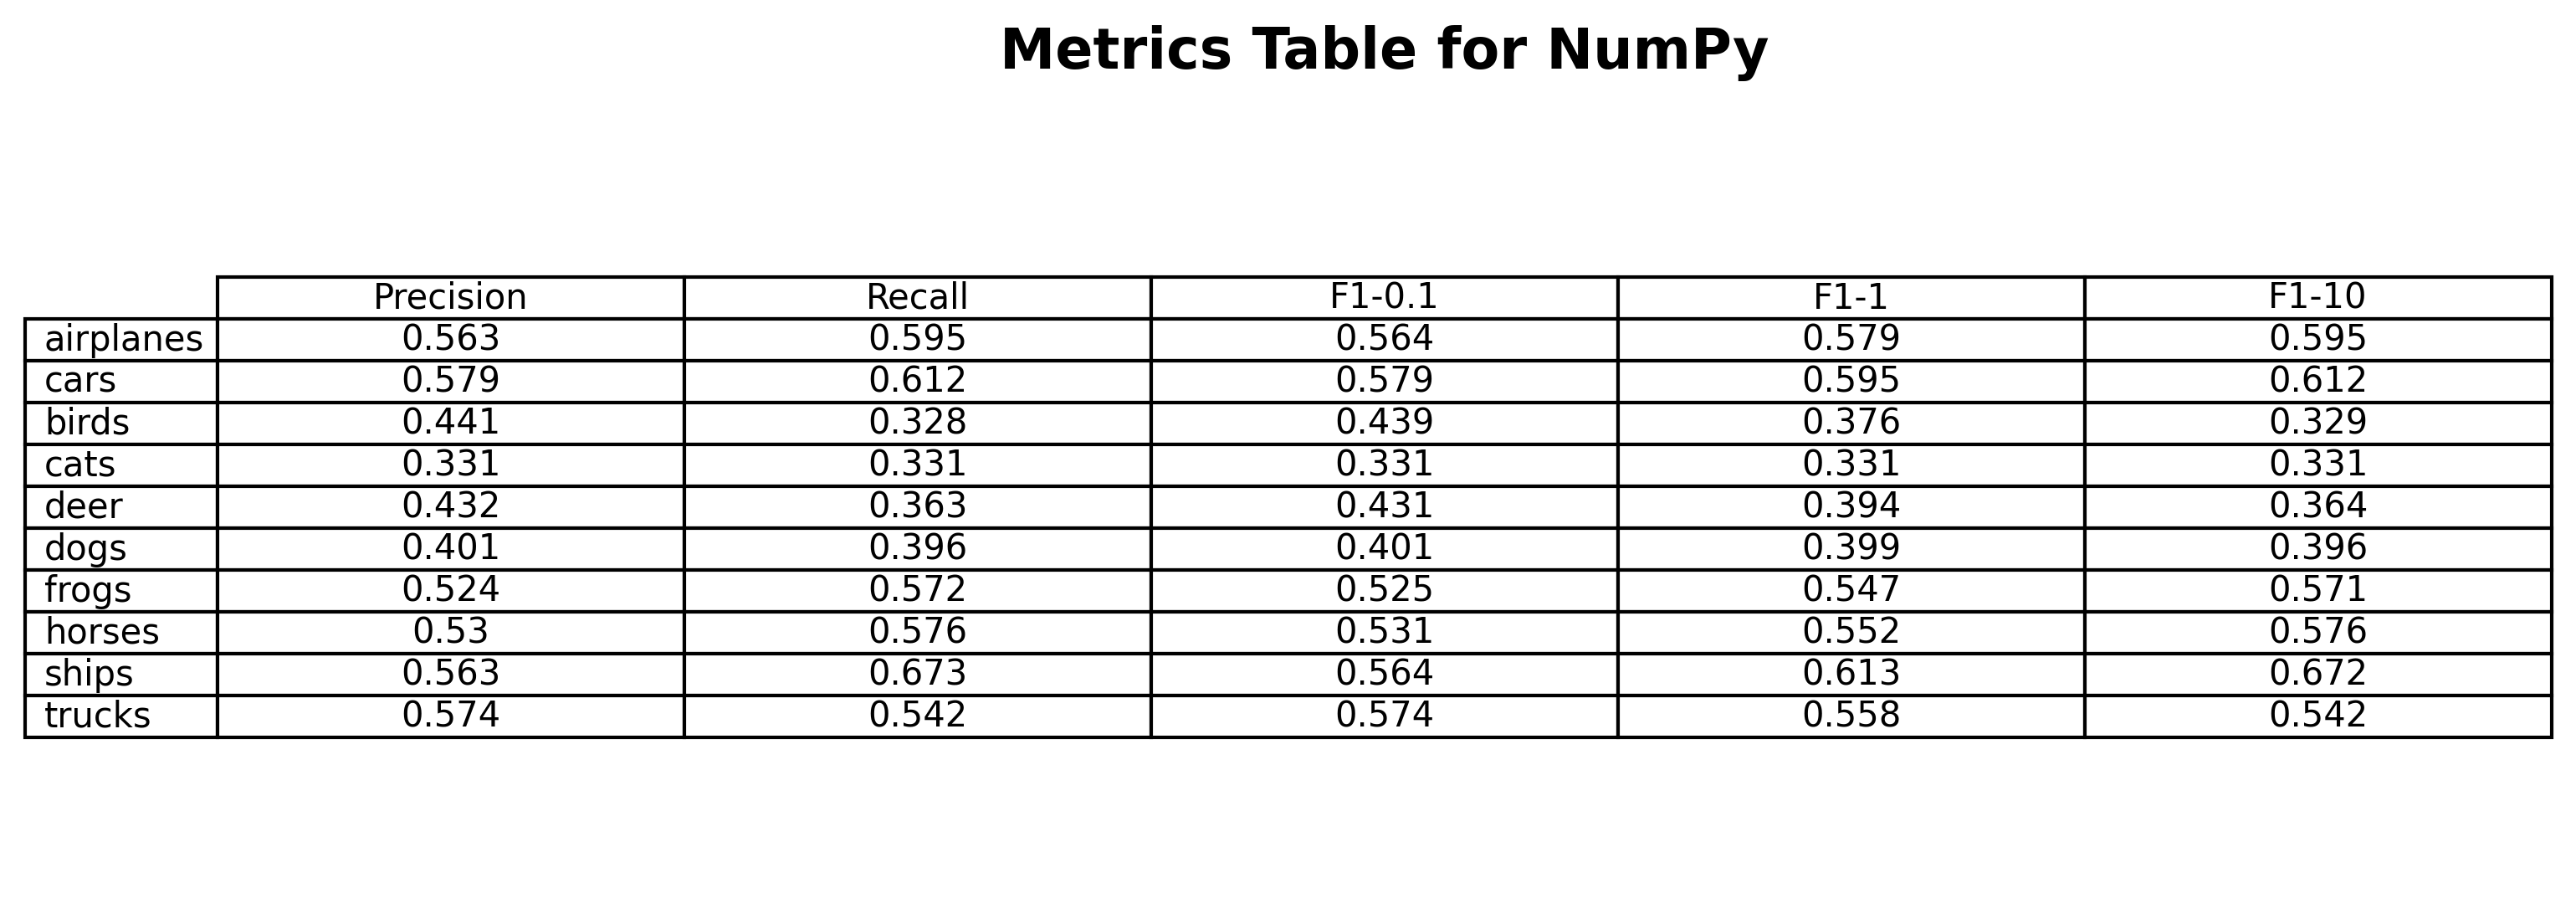 Metrics Table for NumPy
Precision Recall F1-0.1 F1-1 F1-10
airplanes 0.563 0.595 0.564 0.579 0.595
cars 0.579 0.612 0.579 0.595 0.612
birds 0.441 0.328 0.439 0.376 0.329
cats 0.331 0.331 0.331 0.331 0.331
deer 0.432 0.363 0.431 0.394 0.364
dogs 0.401 0.396 0.401 0.399 0.396
frogs 0.524 0.572 0.525 0.547 0.571
horses 0.53 0.576 0.531 0.552 0.576
ships 0.563 0.673 0.564 0.613 0.672
trucks 0.574 0.542 0.574 0.558 0.542